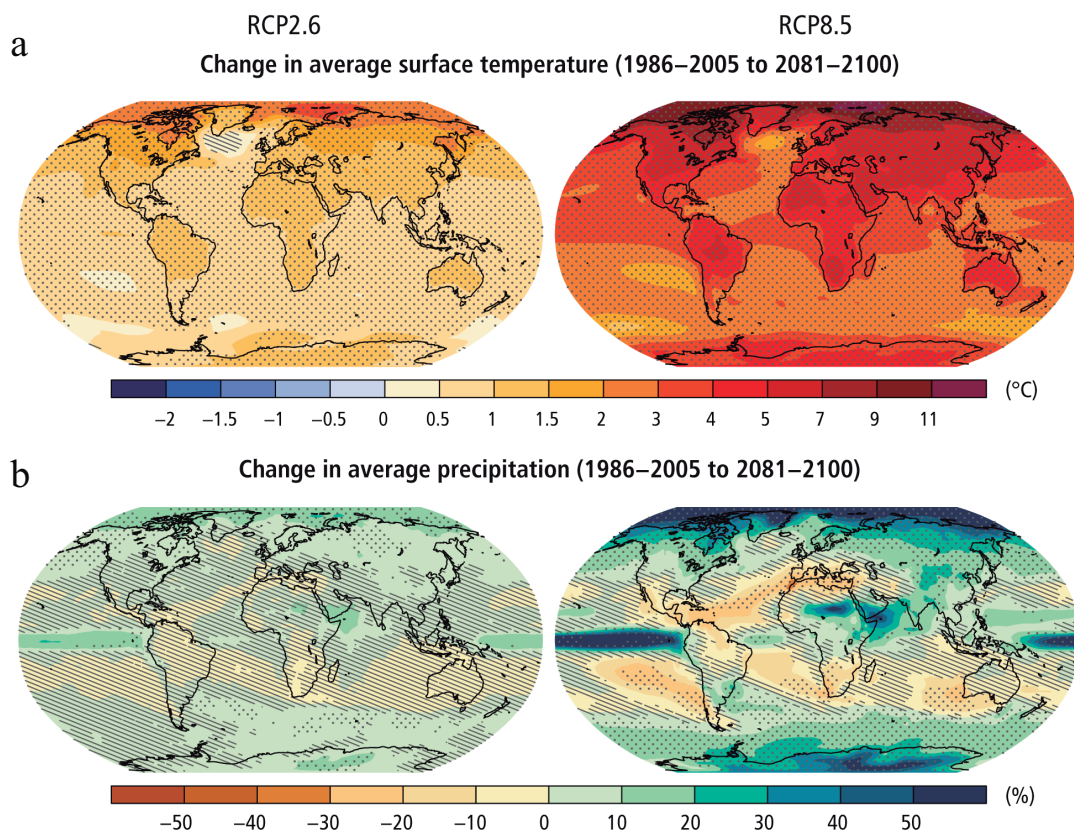 RCP2.6 RCP8.5
a
Change in average surface temperature (1986–2005 to 2081–2100)
(°C)
−2 −1.5 −1 −0.5 0 0.5 1 1.5 2 3 4 5 7 9 11
b
Change in average precipitation (1986–2005 to 2081–2100)
(%)
−50 −40 −30 −20 −10 0 10 20 30 40 50